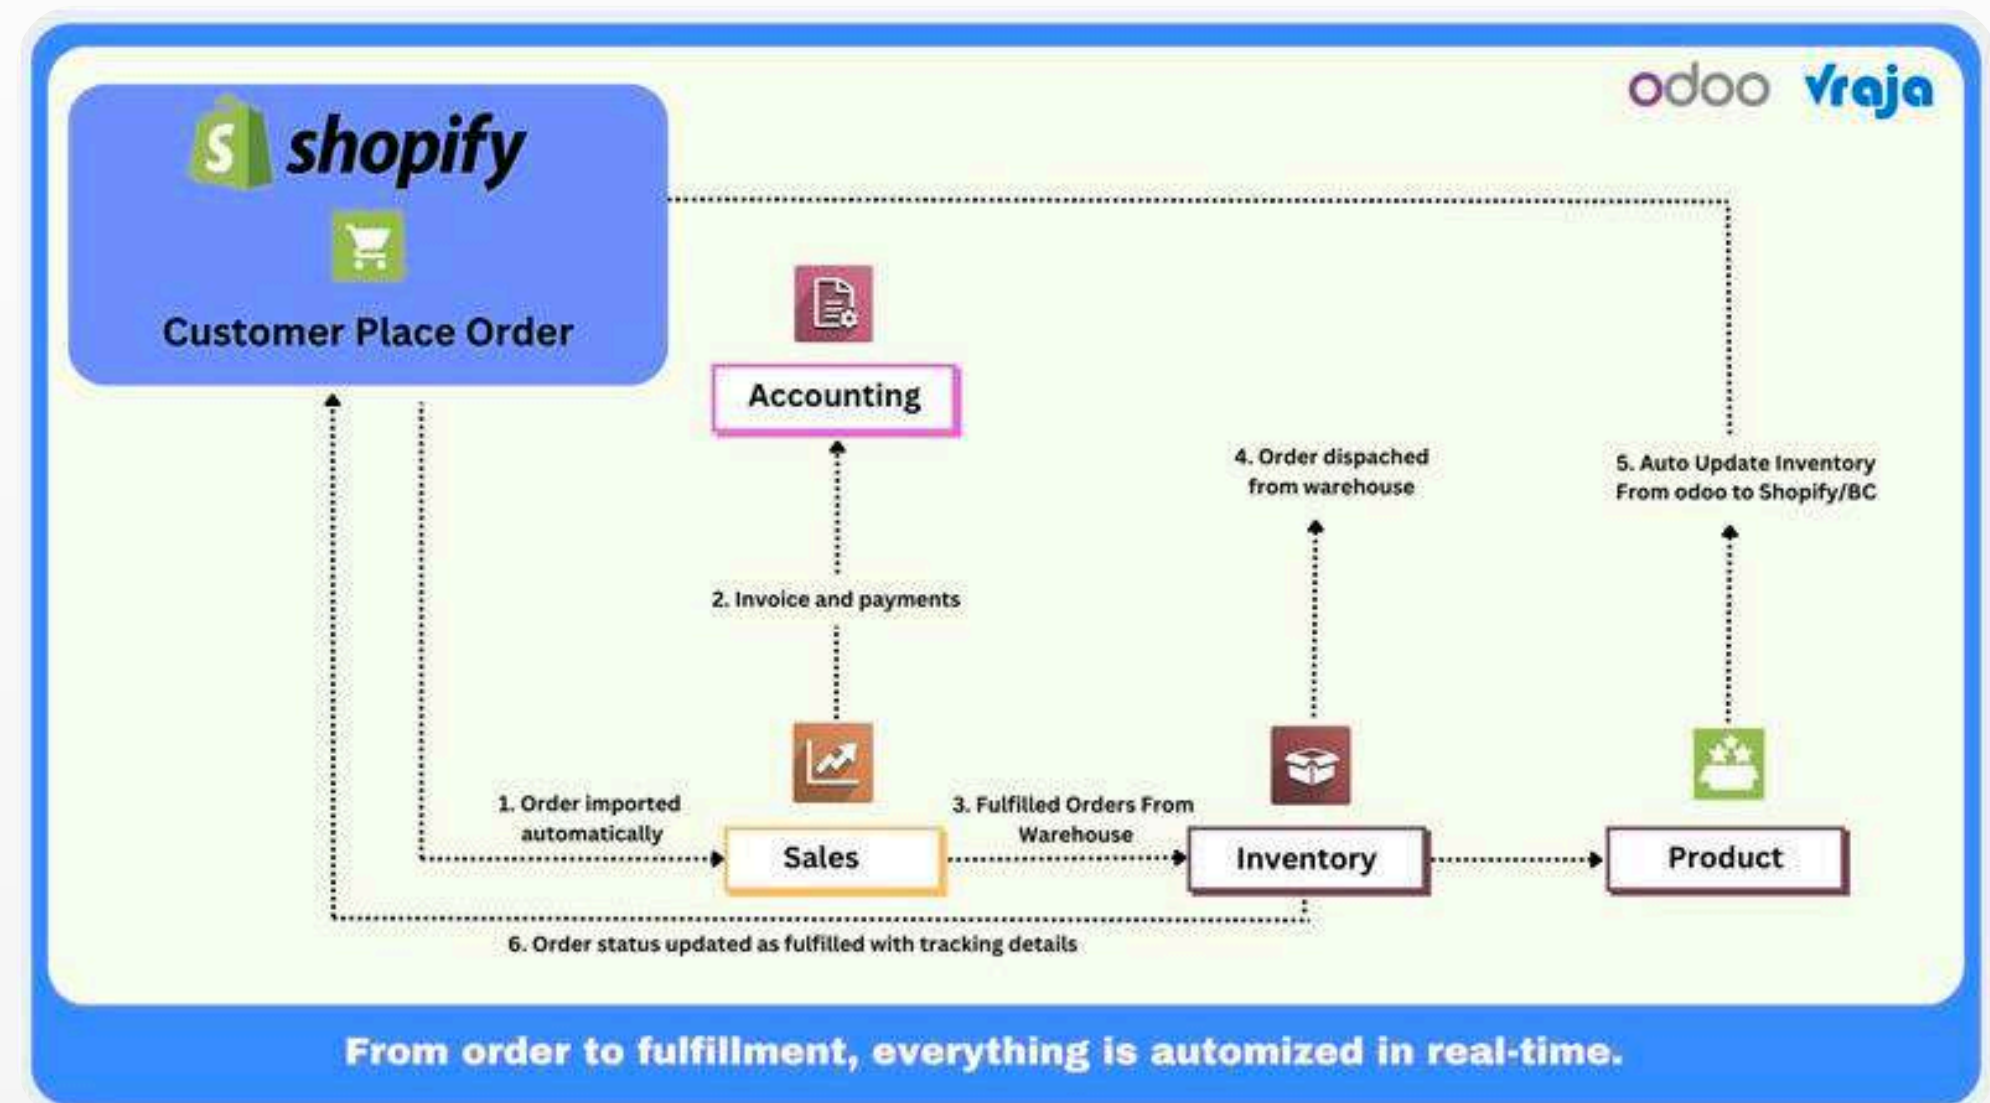 odoo vraja
S shopify
Customer Place Order
Accounting
4. Order dispached
from warehouse
5. Auto Update Inventory
From odoo to Shopify/BC
2. Invoice and payments
1. Order imported
automatically
3. Fulfilled Orders From
Warehouse
Sales
Inventory
Product
6. Order status updated as fulfilled with tracking details
From order to fulfillment, everything is automized in real-time.